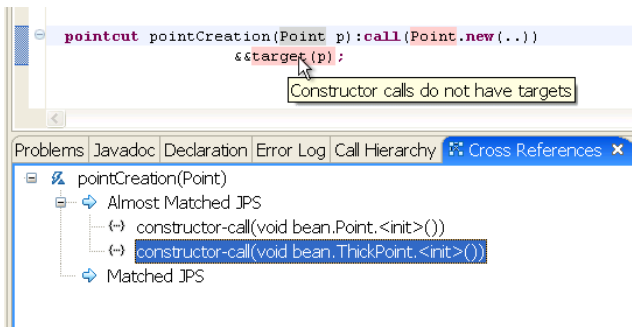 pointcut pointCreation(Point p):call(Point.new(..))
&&target(p);
Constructor calls do not have targets
Problems Javadoc Declaration Error Log Call Hierarchy Cross References
pointCreation(Point)
Almost Matched JPS
constructor-call(void bean.Point.<init>())
constructor-call(void bean.ThickPoint.<init>())
Matched JPS